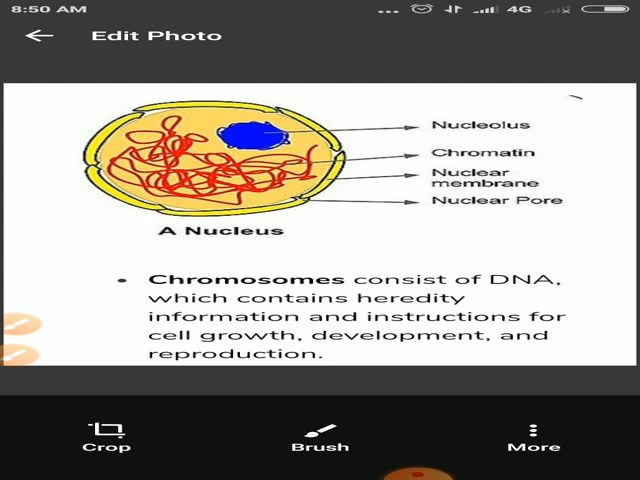 8:50 AM
4G
Edit Photo
Nucleolus
Chromatin
Nuclear
membrane
Nuclear Pore
A Nucleus
• Chromosomes consist of DNA,
which contains heredity
information and instructions for
cell growth, development, and
reproduction.
Crop
Brush
More